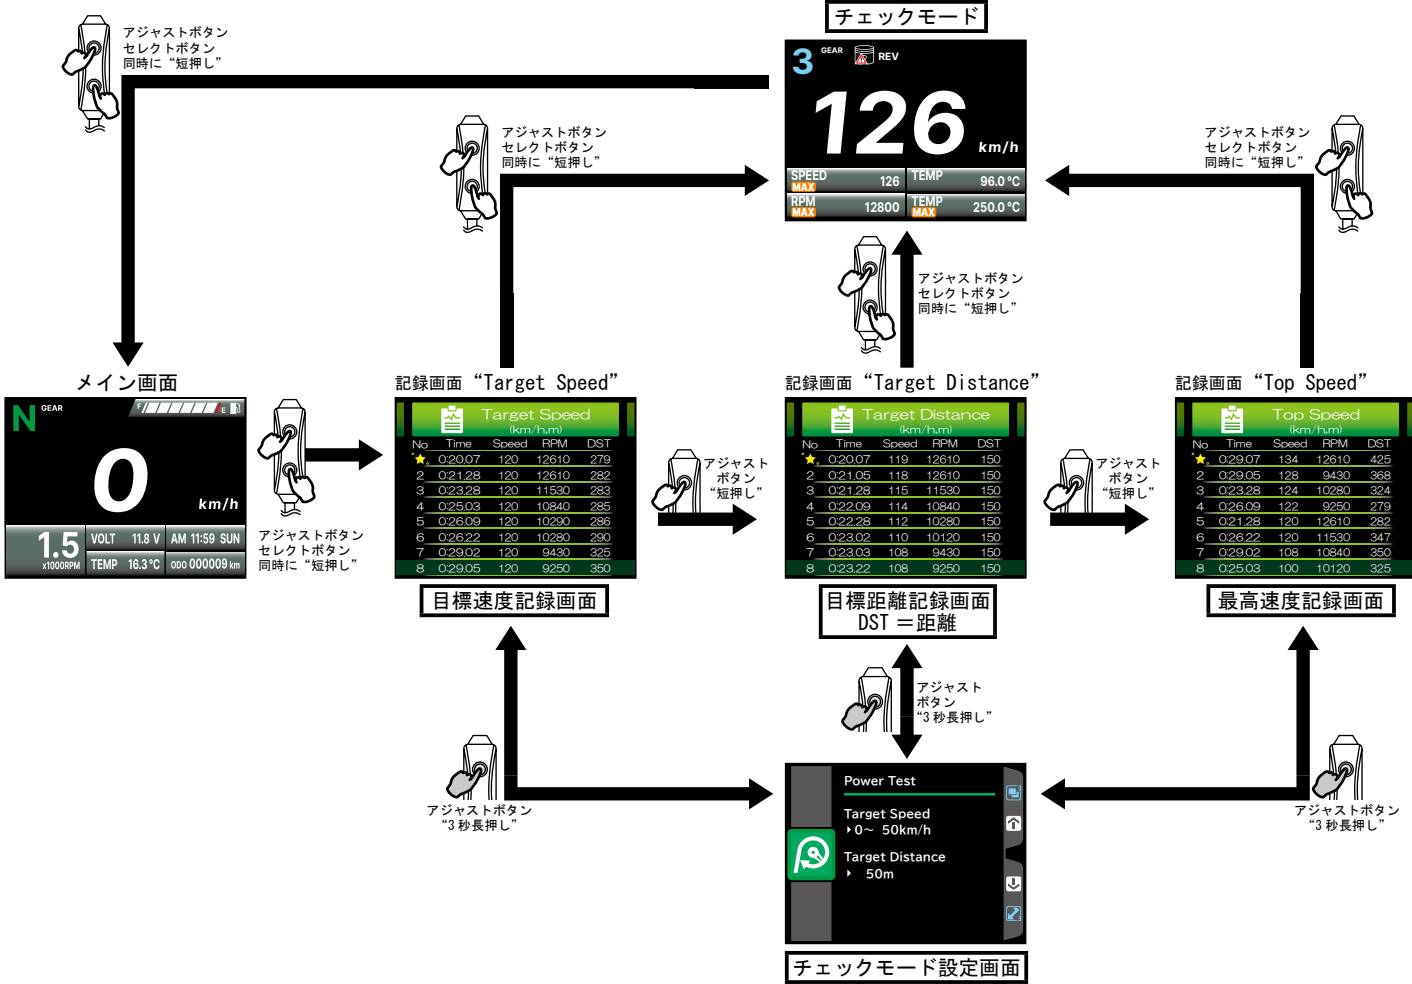 チェックモード
アジャストボタン
セレクトボタン
同時に“短押し”
3 GEAR REV
126 km/h
SPEED MAX 126 TEMP 96.0 °C
RPM MAX 12800 TEMP MAX 250.0 °C
アジャストボタン
セレクトボタン
同時に“短押し”
アジャストボタン
セレクトボタン
同時に“短押し”
アジャストボタン
セレクトボタン
同時に“短押し”
メイン画面
N GEAR F E
0 km/h
1.5 x1000RPM
VOLT 11.8 V AM 11:59 SUN
TEMP 16.3 °C ODO 000009 km
アジャストボタン
セレクトボタン
同時に“短押し”
記録画面 “Target Speed”
Target Speed
(km/h,m)
No Time Speed RPM DST
0:20,07 120 12610 279
2 0:21,28 120 12610 282
3 0:23,28 120 11530 283
4 0:25,03 120 10840 285
5 0:26,09 120 10290 286
6 0:26,22 120 10280 290
7 0:29,02 120 9430 325
8 0:29,05 120 9250 350
目標速度記録画面
アジャスト
ボタン
“短押し”
記録画面 “Target Distance”
Target Distance
(km/h,m)
No Time Speed RPM DST
0:20,07 119 12610 150
2 0:21,05 118 12610 150
3 0:21,28 115 11530 150
4 0:22,09 114 10840 150
5 0:22,28 112 10280 150
6 0:23,02 110 10120 150
7 0:23,03 108 9430 150
8 0:23,22 108 9250 150
目標距離記録画面
DST ＝距離
アジャスト
ボタン
“短押し”
記録画面 “Top Speed”
Top Speed
(km/h,m)
No Time Speed RPM DST
0:29,07 134 12610 425
2 0:29,05 128 9430 368
3 0:23,28 124 10280 324
4 0:26,09 122 9250 279
5 0:21,28 120 12610 282
6 0:26,22 120 11530 347
7 0:29,02 108 10840 350
8 0:25,03 100 10120 325
最高速度記録画面
アジャスト
ボタン
“3 秒長押し”
アジャストボタン
“3 秒長押し”
アジャストボタン
“3 秒長押し”
Power Test
Target Speed
0～ 50km/h
Target Distance
50m
チェックモード設定画面